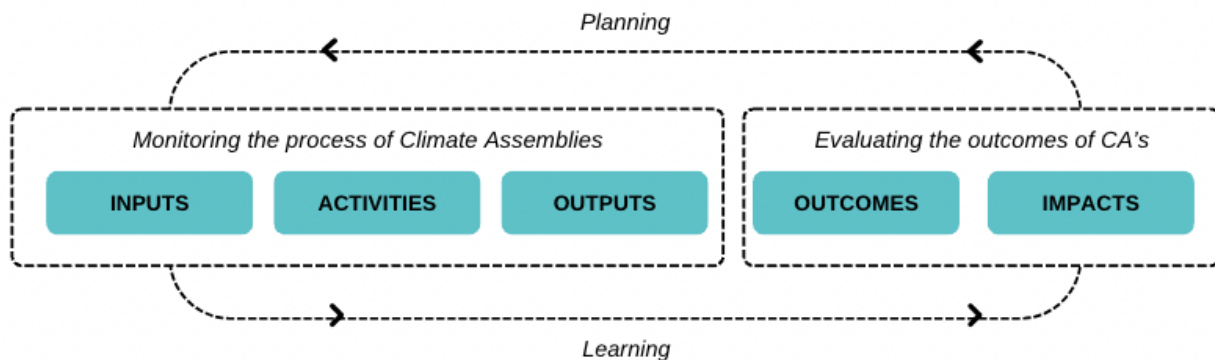 Planning
Monitoring the process of Climate Assemblies
Evaluating the outcomes of CA's
INPUTS
ACTIVITIES
OUTPUTS
OUTCOMES
IMPACTS
Learning